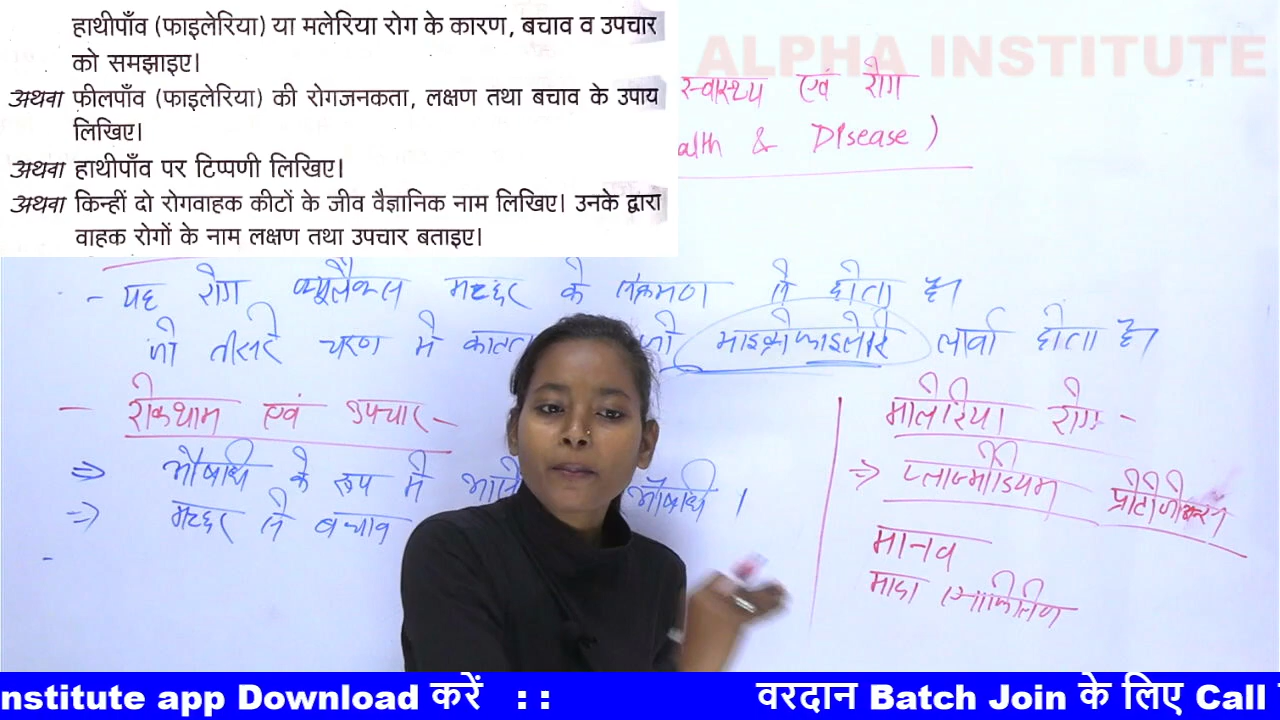 हाथीपाँव (फाइलेरिया) या मलेरिया रोग के कारण, बचाव व उपचार
को समझाइए।
अथवा फीलपाँव (फाइलेरिया) की रोगजनकता, लक्षण तथा बचाव के उपाय
लिखिए।
अथवा हाथीपाँव पर टिप्पणी लिखिए।
अथवा किन्हीं दो रोगवाहक कीटों के जीव वैज्ञानिक नाम लिखिए। उनके द्वारा
वाहक रोगों के नाम लक्षण तथा उपचार बताइए।
ALPHA INSTITUTE
स्वास्थ्य एवं रोग
alth & Disease )
- यह रोग क्यूलैक्स मच्छर के संक्रमण से होता है।
जो तीसरे चरण मे जो माइक्रोफाइलेरि लार्वा होता है।
- रोकथाम एवं उपचार -
⇒ औषधि के रूप मे औषधि ।
⇒ मच्छर से बचाव
-
मलेरिया रोग -
⇒ प्लाज्मोडियम प्रोटोजोआ
मानव
मादा
nstitute app Download करें : : वरदान Batch Join के लिए Call